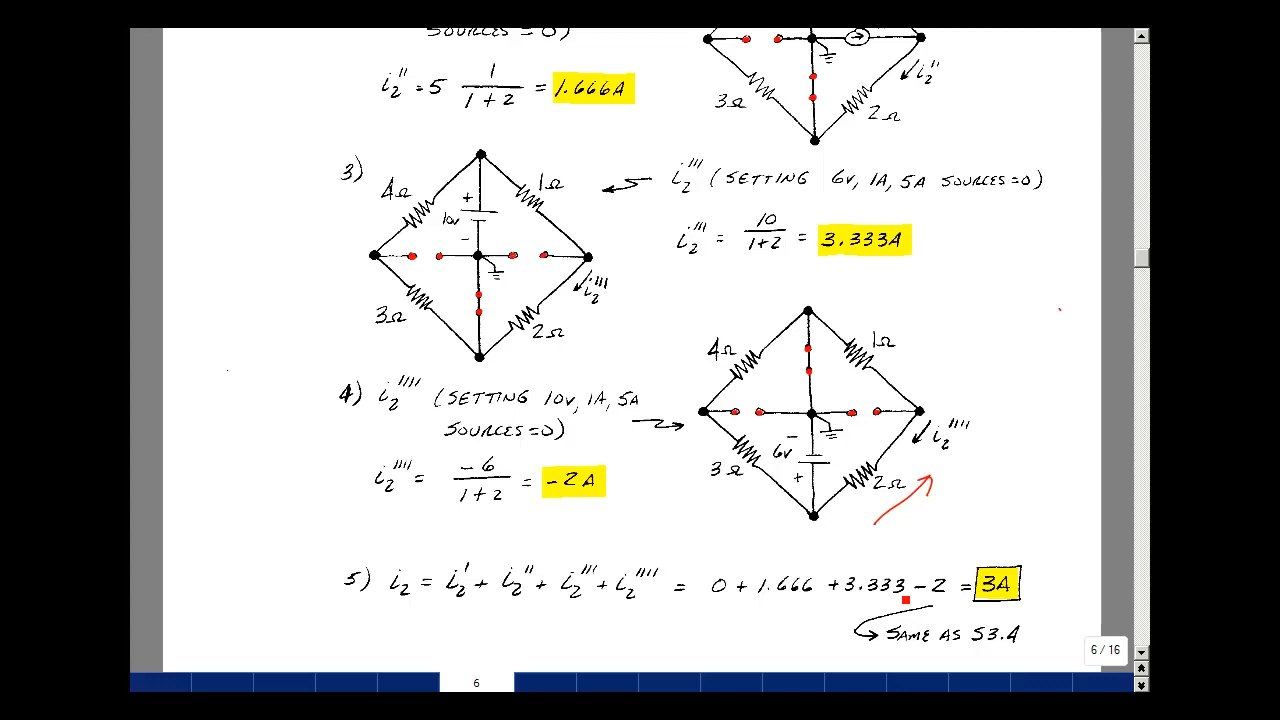 SOURCES = 0)
i₂'' = 5 1/(1+2) = 1.666A
3Ω
2Ω
i₂''
3)
4Ω
1Ω
+
10V
-
3Ω
2Ω
i₂'''
i₂''' (SETTING 6V, 1A, 5A SOURCES=0)
i₂''' = 10/(1+2) = 3.333A
4) i₂'''' (SETTING 10V, 1A, 5A
SOURCES=0)
i₂'''' = -6/(1+2) = -2A
4Ω
1Ω
-
6V
+
3Ω
2Ω
i₂''''
5) i₂ = i₂' + i₂'' + i₂''' + i₂'''' = 0 + 1.666 + 3.333 - 2 = 3A
SAME AS S3.4
6 / 16
6